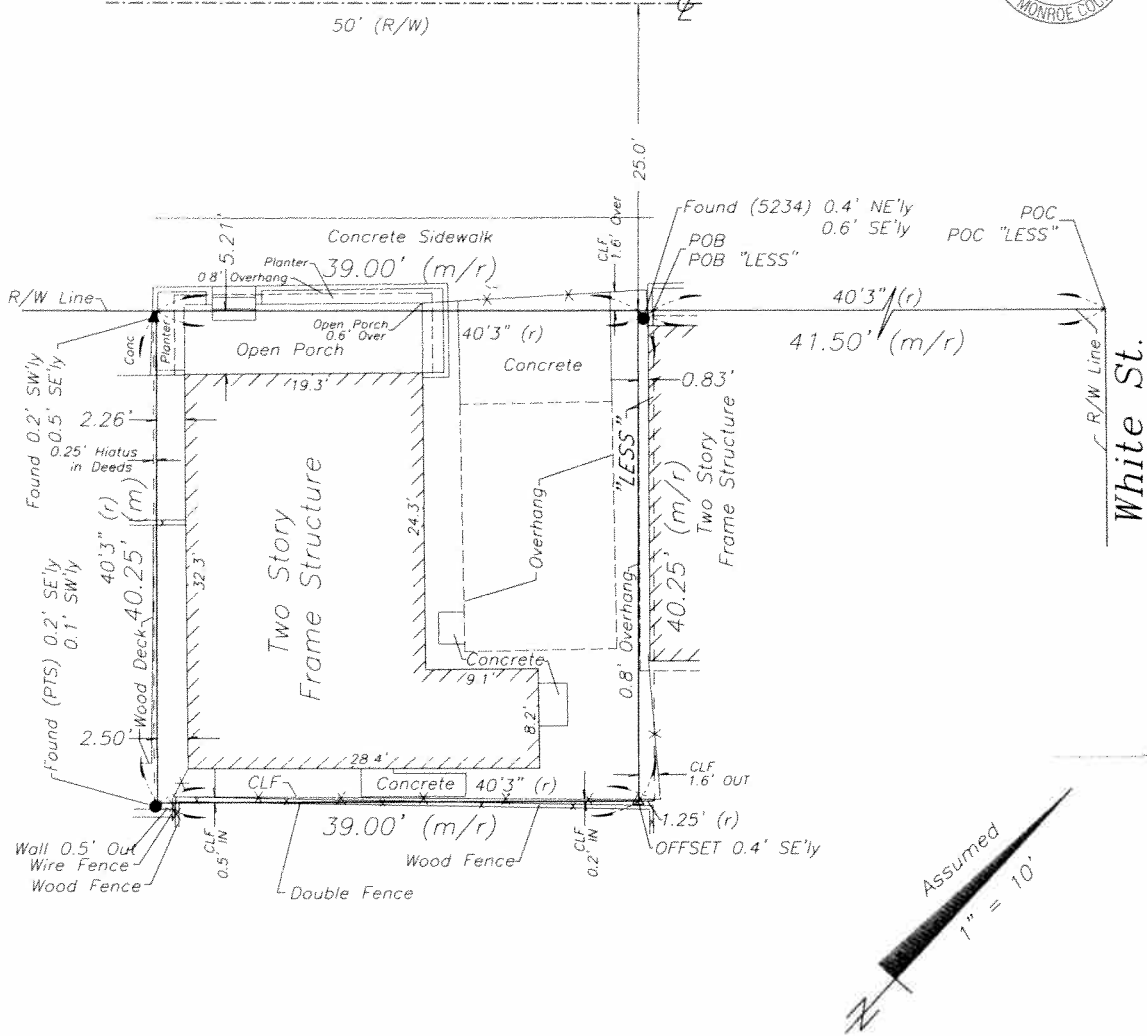 MONROE COU
50' (R/W)
℄
25.0'
CLF
1.6' Over
Found (5234) 0.4' NE'ly
0.6' SE'ly
POB
POB "LESS"
POC
POC "LESS"
Concrete Sidewalk
5.21'
Planter
0.8' Overhang
39.00' (m/r)
R/W Line
Open Porch
0.6' Over
40'3" (r)
40'3" (r)
41.50' (m/r)
R/W Line
White St.
Conc
Planter
Open Porch
Concrete
19.3'
0.83'
Found 0.2' SW'ly
0.5' SE'ly
2.26'
0.25' Hiatus
in Deeds
"LESS"
Two Story
Frame Structure
40'3" (r)
40.25' (m)
32.3'
Two Story
Frame Structure
24.3'
Overhang
0.8' Overhang
40.25' (m/r)
Found (PTS) 0.2' SE'ly
0.1' SW'ly
Wood Deck
Concrete
9.1'
8.2'
2.50'
28.4'
CLF
Concrete
40'3" (r)
CLF
1.6' OUT
39.00' (m/r)
1.25' (r)
OFFSET 0.4' SE'ly
Wall 0.5' Out
Wire Fence
Wood Fence
CLF
0.5' IN
Double Fence
Wood Fence
CLF
0.2' IN
Assumed
1" = 10'
N